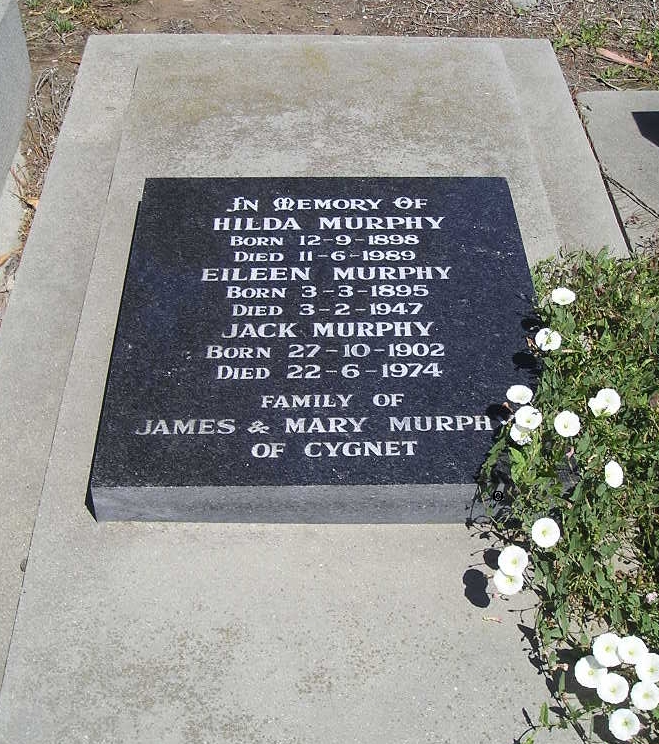 In Memory Of
HILDA MURPHY
BORN 12-9-1898
DIED 11-6-1989
EILEEN MURPHY
BORN 3-3-1895
DIED 3-2-1947
JACK MURPHY
BORN 27-10-1902
DIED 22-6-1974
FAMILY OF
JAMES & MARY MURPH
OF CYGNET